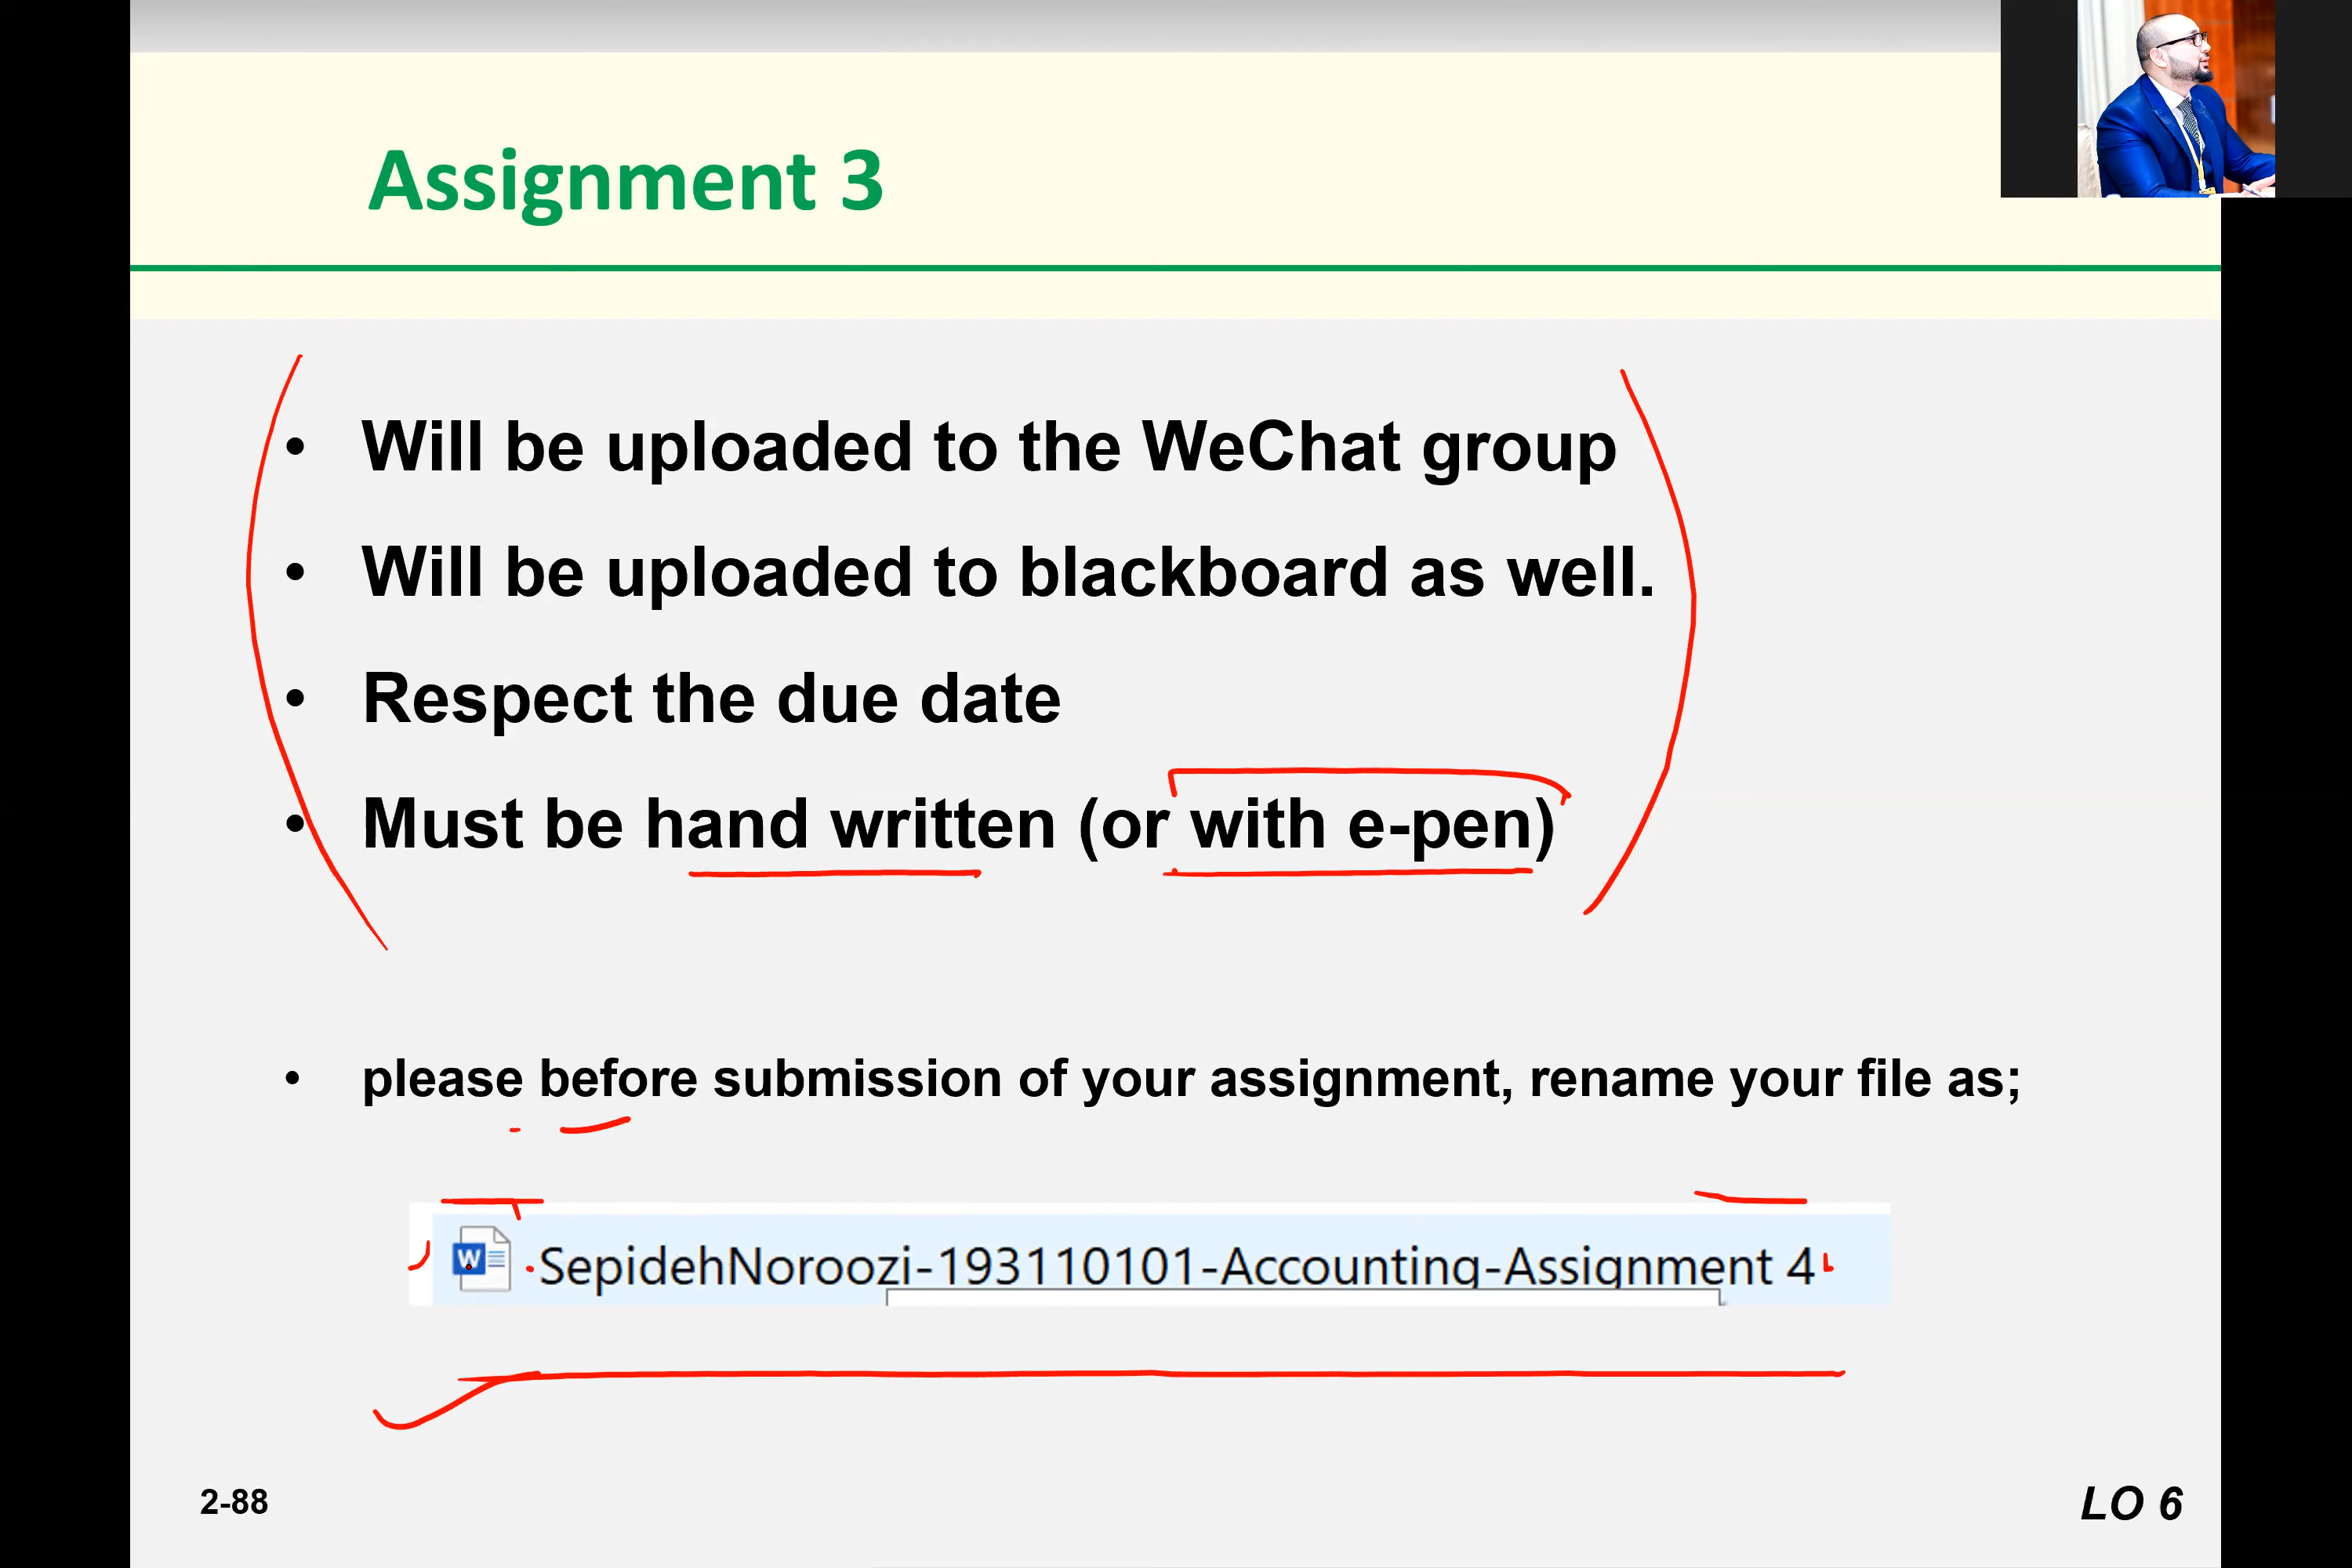 Assignment 3
• Will be uploaded to the WeChat group
• Will be uploaded to blackboard as well.
• Respect the due date
• Must be hand written (or with e-pen)
• please before submission of your assignment, rename your file as;
W SepidehNoroozi-193110101-Accounting-Assignment 4
2-88
LO 6